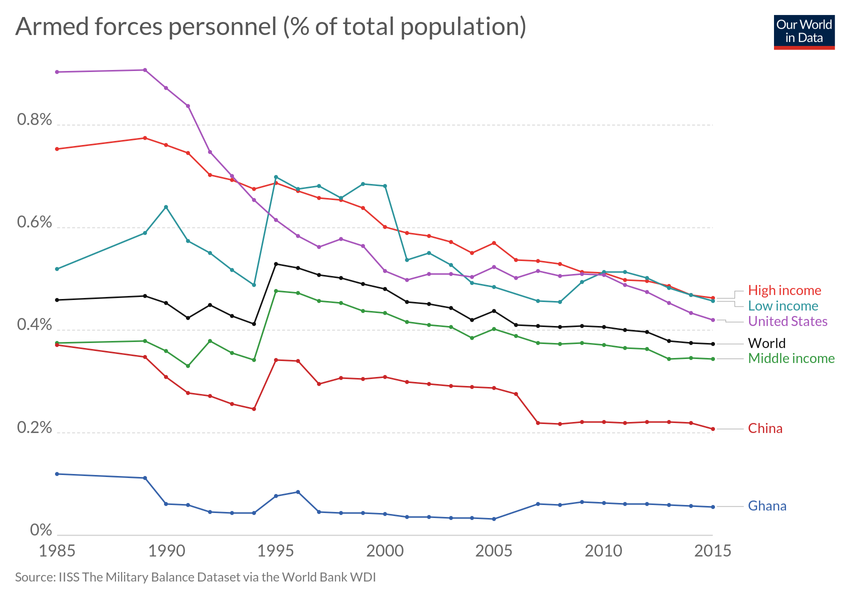 Armed forces personnel (% of total population)
Our World
in Data
0.8%
0.6%
0.4%
0.2%
0%
High income
Low income
United States
World
Middle income
China
Ghana
1985
1990
1995
2000
2005
2010
2015
Source: IISS The Military Balance Dataset via the World Bank WDI